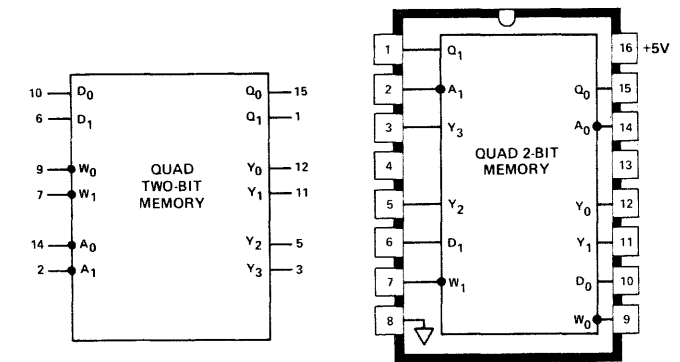 10 D0 Q0 15
6 D1 Q1 1
9 W0 QUAD Y0 12
7 W1 TWO-BIT Y1 11
MEMORY
14 A0 Y2 5
2 A1 Y3 3
1 Q1 16 +5V
2 A1 Q0 15
3 Y3 A0 14
QUAD 2-BIT
MEMORY
4 13
5 Y2 Y0 12
6 D1 Y1 11
7 W1 D0 10
8 W0 9